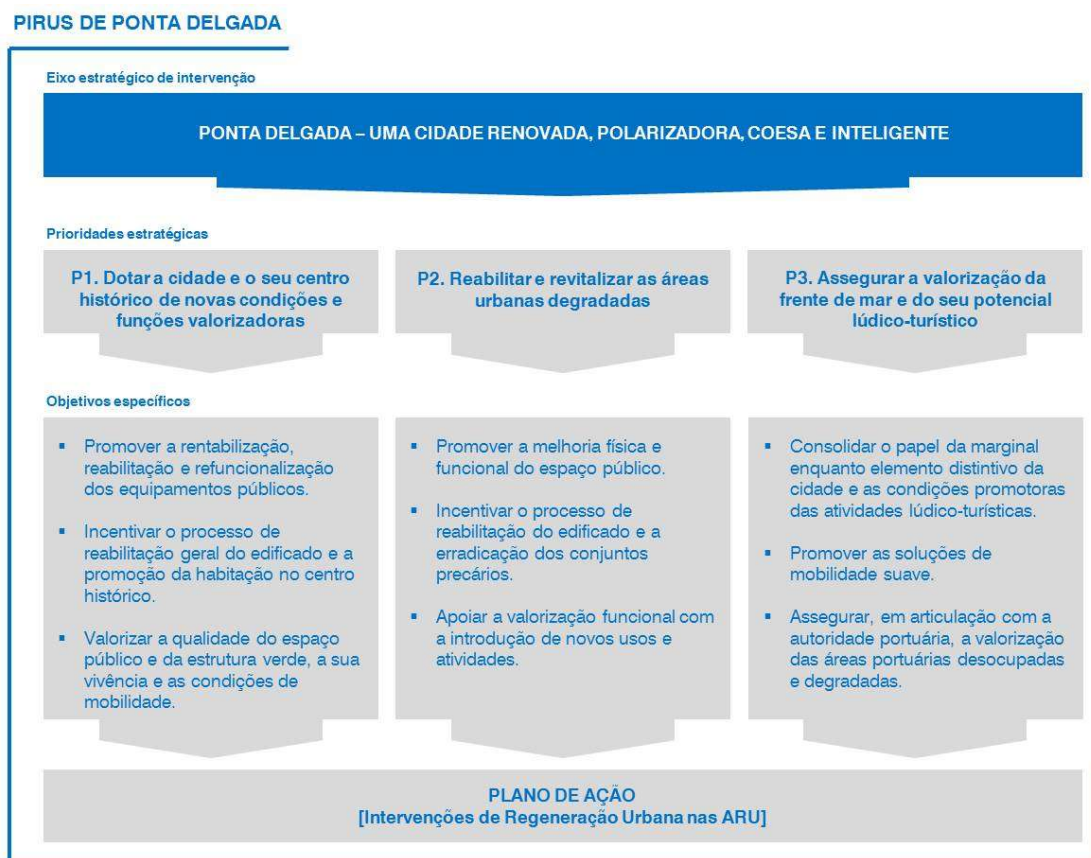 PIRUS DE PONTA DELGADA
Eixo estratégico de intervenção
PONTA DELGADA – UMA CIDADE RENOVADA, POLARIZADORA, COESA E INTELIGENTE
Prioridades estratégicas
P1. Dotar a cidade e o seu centro
histórico de novas condições e
funções valorizadoras
P2. Reabilitar e revitalizar as áreas
urbanas degradadas
P3. Assegurar a valorização da
frente de mar e do seu potencial
lúdico-turístico
Objetivos específicos
▪ Promover a rentabilização,
reabilitação e refuncionalização
dos equipamentos públicos.
▪ Incentivar o processo de
reabilitação geral do edificado e a
promoção da habitação no centro
histórico.
▪ Valorizar a qualidade do espaço
público e da estrutura verde, a sua
vivência e as condições de
mobilidade.
▪ Promover a melhoria física e
funcional do espaço público.
▪ Incentivar o processo de
reabilitação do edificado e a
erradicação dos conjuntos
precários.
▪ Apoiar a valorização funcional com
a introdução de novos usos e
atividades.
▪ Consolidar o papel da marginal
enquanto elemento distintivo da
cidade e as condições promotoras
das atividades lúdico-turísticas.
▪ Promover as soluções de
mobilidade suave.
▪ Assegurar, em articulação com a
autoridade portuária, a valorização
das áreas portuárias desocupadas
e degradadas.
PLANO DE AÇÃO
[Intervenções de Regeneração Urbana nas ARU]